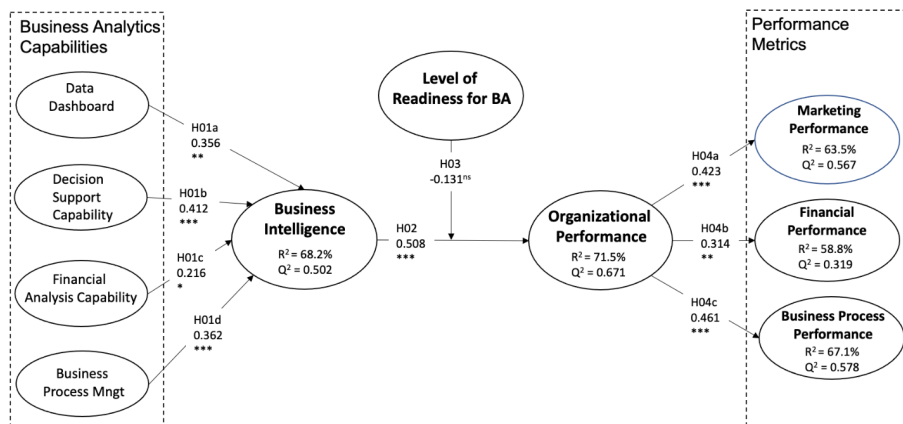 Business Analytics
Capabilities
Data
Dashboard
Decision
Support
Capability
Financial
Analysis Capability
Business
Process Mngt
H01a
0.356
**
H01b
0.412
***
H01c
0.216
*
H01d
0.362
***
Business
Intelligence
R² = 68.2%
Q² = 0.502
Level of
Readiness for BA
H03
-0.131ⁿˢ
H02
0.508
***
Organizational
Performance
R² = 71.5%
Q² = 0.671
H04a
0.423
***
H04b
0.314
**
H04c
0.461
***
Performance
Metrics
Marketing
Performance
R² = 63.5%
Q² = 0.567
Financial
Performance
R² = 58.8%
Q² = 0.319
Business Process
Performance
R² = 67.1%
Q² = 0.578